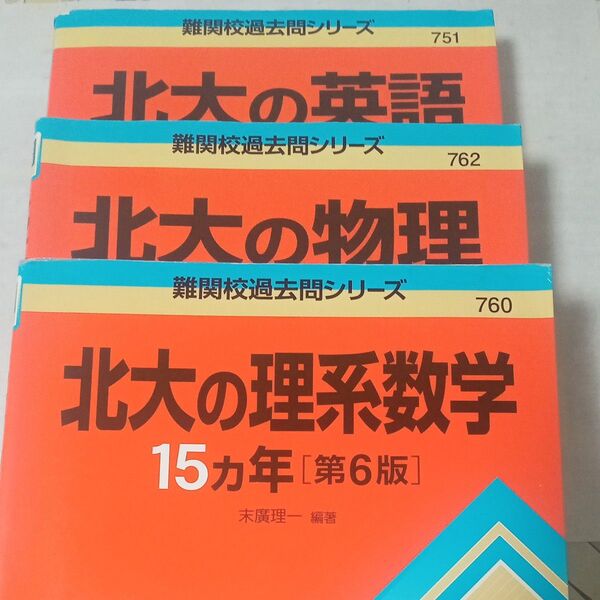 難関校過去問シリーズ
751
北大の英語
難関校過去問シリーズ
762
北大の物理
難関校過去問シリーズ
760
北大の理系数学
15カ年[第6版]
末廣理一 編著